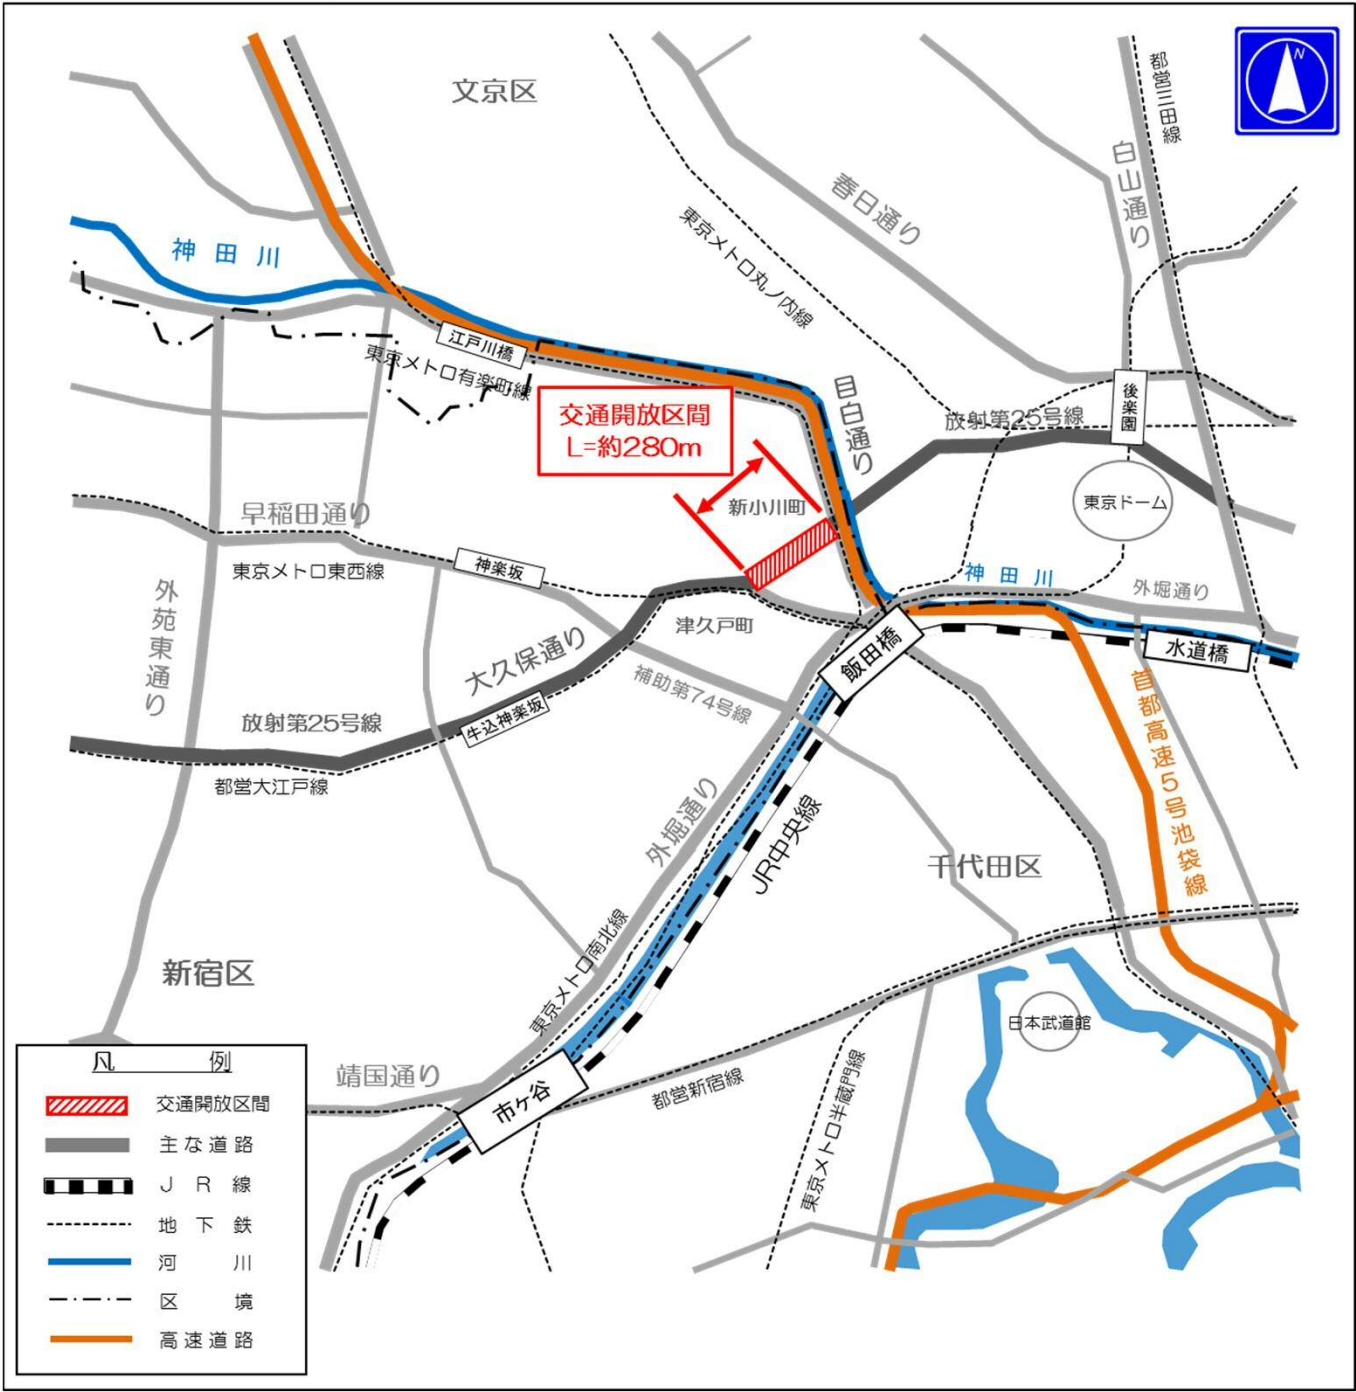 文京区
N
都営三田線
白山通り
春日通り
東京メトロ丸ノ内線
神田川
江戸川橋
東京メトロ有楽町線
交通開放区間
L=約280m
目白通り
放射第25号線
後楽園
東京ドーム
新小川町
早稲田通り
東京メトロ東西線
神楽坂
神田川
外堀通り
外苑東通り
大久保通り
津久戸町
飯田橋
水道橋
補助第74号線
放射第25号線
牛込神楽坂
都営大江戸線
首都高速5号池袋線
外堀通り
JR中央線
千代田区
新宿区
東京メトロ南北線
日本武道館
靖国通り
市ヶ谷
都営新宿線
東京メトロ半蔵門線
凡例
交通開放区間
主な道路
JR線
地下鉄
河川
区境
高速道路